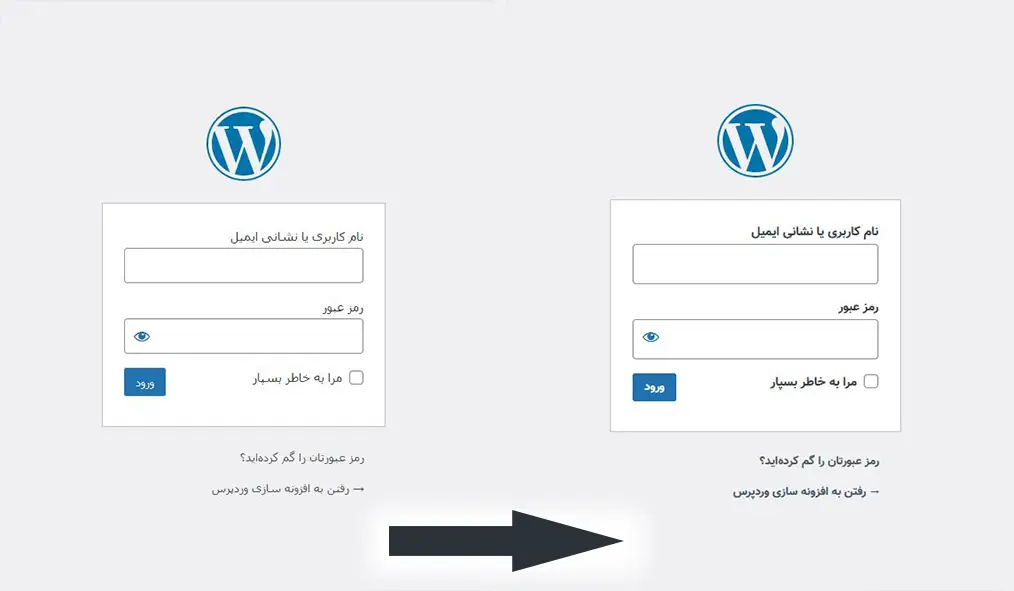 نام کاربری یا نشانی ایمیل
رمز عبور
مرا به خاطر بسپار
ورود
رمز عبورتان را گم کرده‌اید؟
→ رفتن به افزونه سازی وردپرس
نام کاربری یا نشانی ایمیل
رمز عبور
مرا به خاطر بسپار
ورود
رمز عبورتان را گم کرده‌اید؟
→ رفتن به افزونه سازی وردپرس